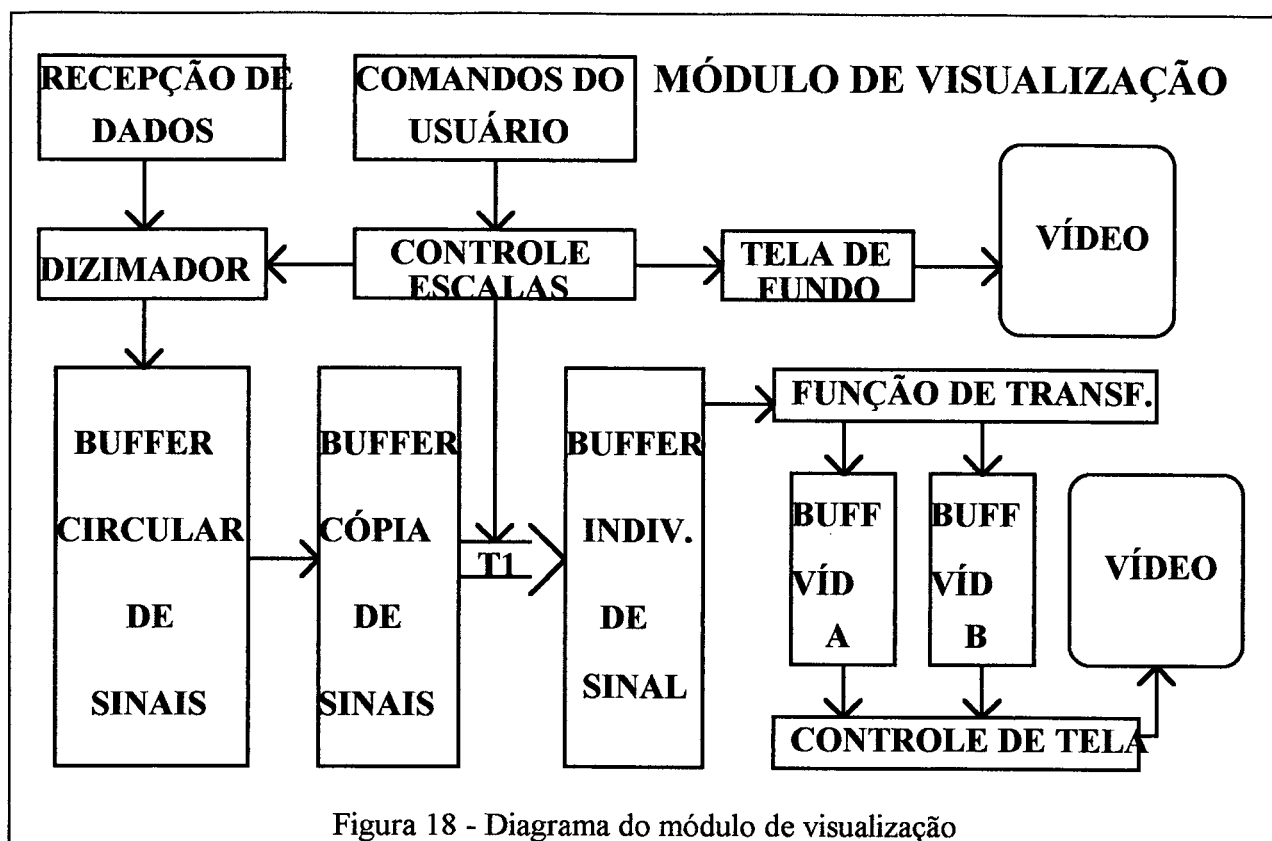 RECEPÇÃO DE
DADOS
COMANDOS DO
USUÁRIO
MÓDULO DE VISUALIZAÇÃO
DIZIMADOR
CONTROLE
ESCALAS
TELA DE
FUNDO
VÍDEO
BUFFER
CIRCULAR
DE
SINAIS
BUFFER
CÓPIA
DE
SINAIS
T1
BUFFER
INDIV.
DE
SINAL
FUNÇÃO DE TRANSF.
BUFF
VÍD
A
BUFF
VÍD
B
VÍDEO
CONTROLE DE TELA
Figura 18 - Diagrama do módulo de visualização